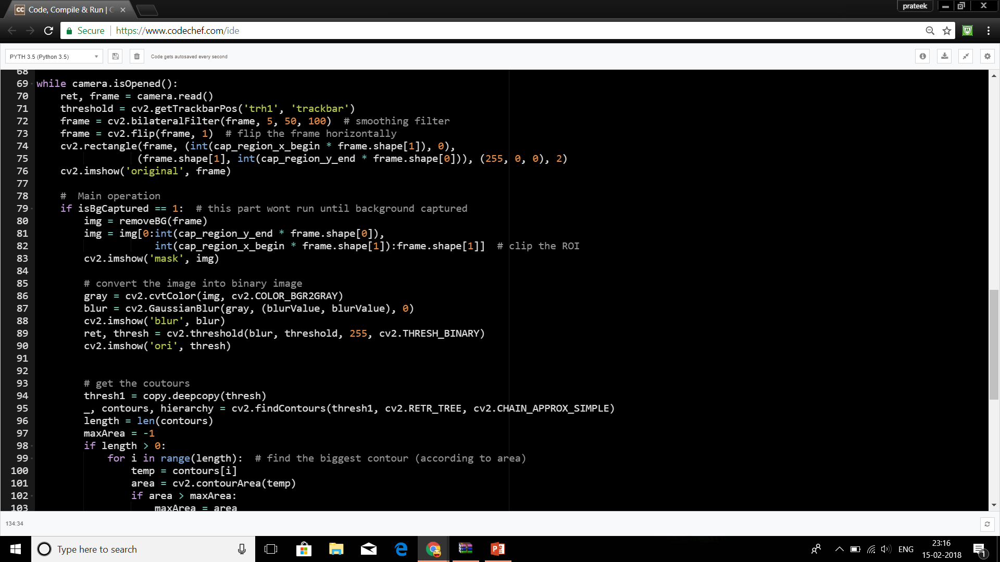 Code, Compile & Run | C
prateek
Secure
https://www.codechef.com/ide
PYTH 3.5 (Python 3.5)
Code gets autosaved every second
68
69 while camera.isOpened():
70     ret, frame = camera.read()
71     threshold = cv2.getTrackbarPos('trh1', 'trackbar')
72     frame = cv2.bilateralFilter(frame, 5, 50, 100)  # smoothing filter
73     frame = cv2.flip(frame, 1)  # flip the frame horizontally
74     cv2.rectangle(frame, (int(cap_region_x_begin * frame.shape[1]), 0),
75                  (frame.shape[1], int(cap_region_y_end * frame.shape[0])), (255, 0, 0), 2)
76     cv2.imshow('original', frame)
77
78     #  Main operation
79     if isBgCaptured == 1:  # this part wont run until background captured
80         img = removeBG(frame)
81         img = img[0:int(cap_region_y_end * frame.shape[0]),
82                     int(cap_region_x_begin * frame.shape[1]):frame.shape[1]]  # clip the ROI
83         cv2.imshow('mask', img)
84
85         # convert the image into binary image
86         gray = cv2.cvtColor(img, cv2.COLOR_BGR2GRAY)
87         blur = cv2.GaussianBlur(gray, (blurValue, blurValue), 0)
88         cv2.imshow('blur', blur)
89         ret, thresh = cv2.threshold(blur, threshold, 255, cv2.THRESH_BINARY)
90         cv2.imshow('ori', thresh)
91
92
93         # get the coutours
94         thresh1 = copy.deepcopy(thresh)
95         _, contours, hierarchy = cv2.findContours(thresh1, cv2.RETR_TREE, cv2.CHAIN_APPROX_SIMPLE)
96         length = len(contours)
97         maxArea = -1
98         if length > 0:
99             for i in range(length):  # find the biggest contour (according to area)
100                 temp = contours[i]
101                 area = cv2.contourArea(temp)
102                 if area > maxArea:
103                     maxArea = area
134:34
Type here to search
ENG
23:16
15-02-2018
1